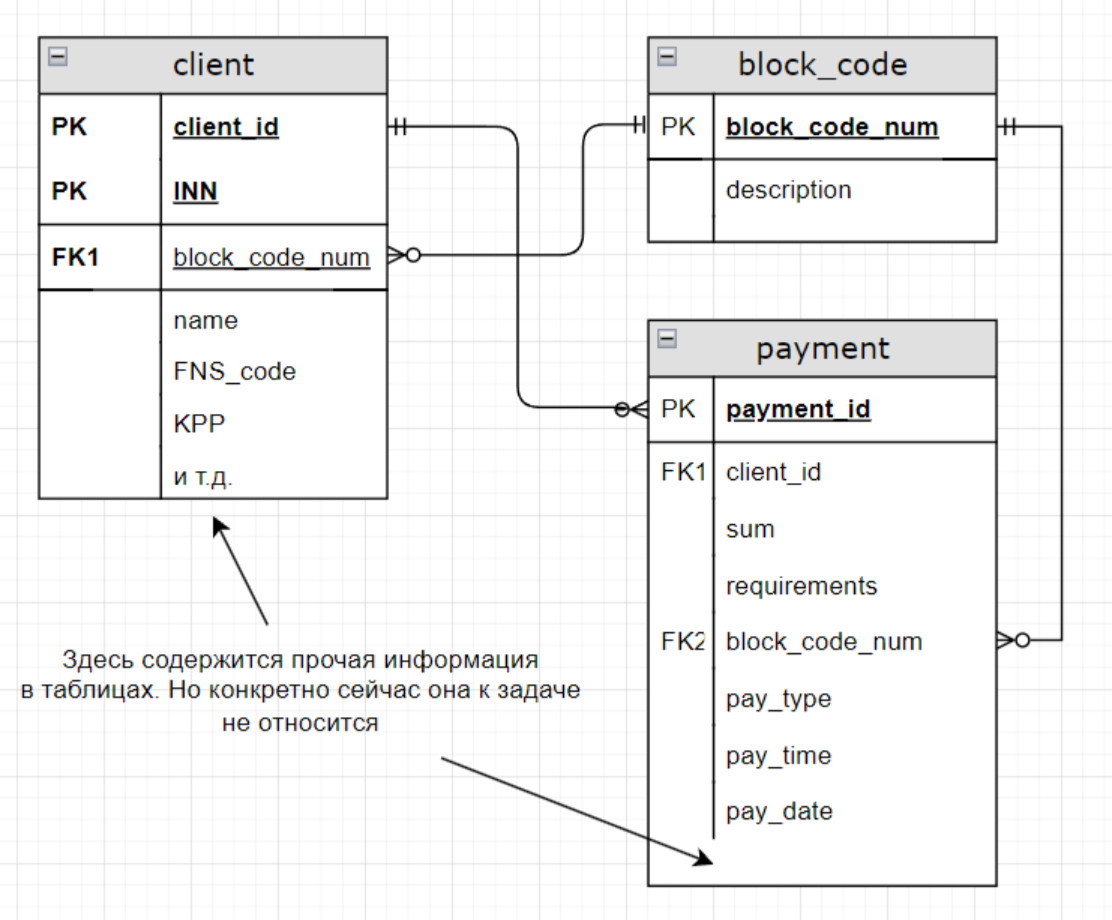 client
PK client_id
PK INN
FK1 block_code_num
name
FNS_code
KPP
и т.д.
block_code
PK block_code_num
description
payment
PK payment_id
FK1 client_id
sum
requirements
FK2 block_code_num
pay_type
pay_time
pay_date
Здесь содержится прочая информация
в таблицах. Но конкретно сейчас она к задаче
не относится